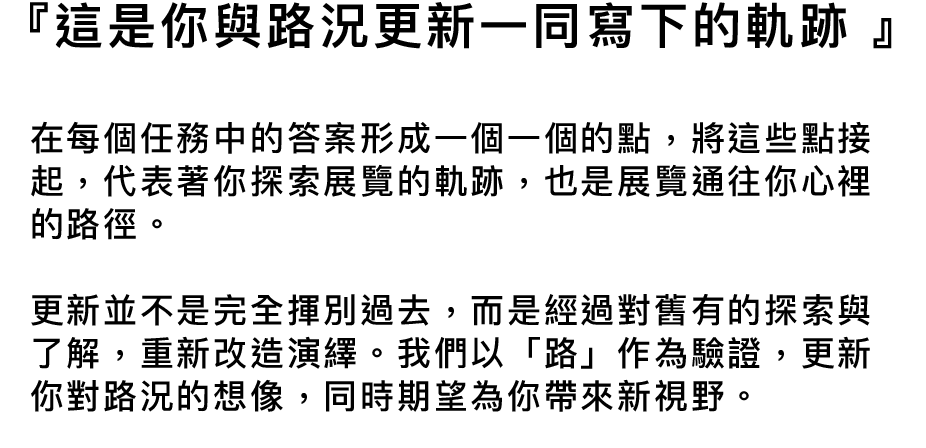 『這是你與路況更新一同寫下的軌跡 』
在每個任務中的答案形成一個一個的點，將這些點接
起，代表著你探索展覽的軌跡，也是展覽通往你心裡
的路徑。
更新並不是完全揮別過去，而是經過對舊有的探索與
了解，重新改造演繹。我們以「路」作為驗證，更新
你對路況的想像，同時期望為你帶來新視野。